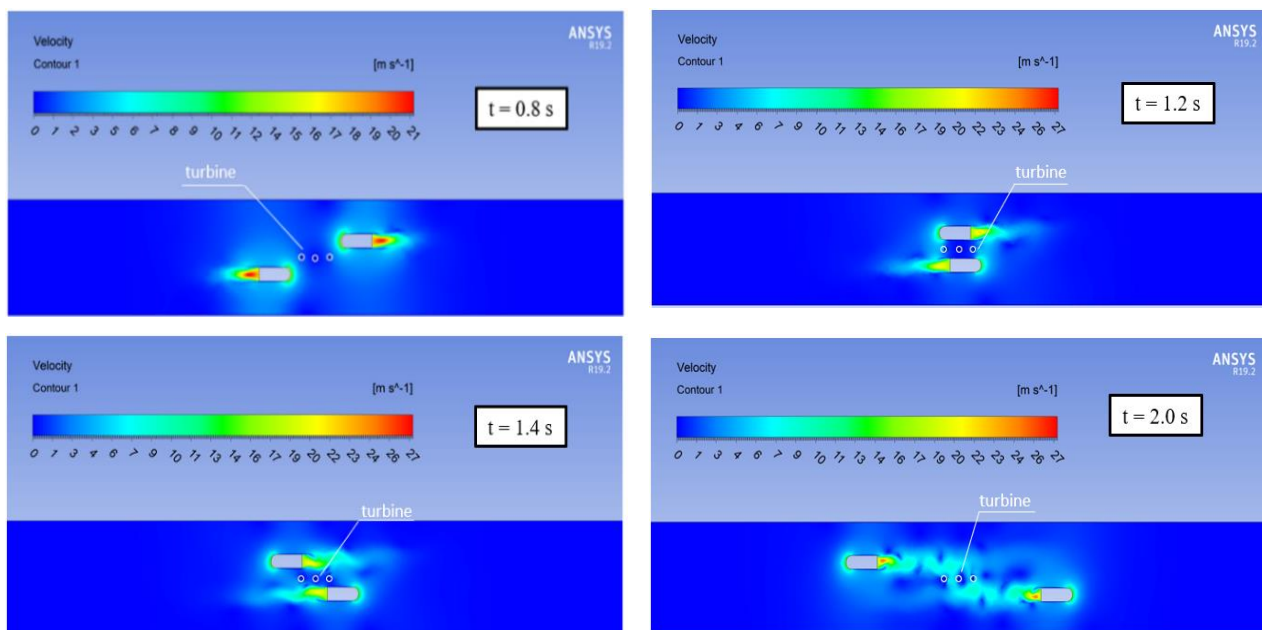 ANSYS
R19.2
Velocity
Contour 1 [m s^-1]
t = 0.8 s
0 1 2 3 4 5 6 7 8 9 10 11 12 13 14 15 16 17 18 19 20 21
turbine
ANSYS
R19.2
Velocity
Contour 1 [m s^-1]
t = 1.2 s
0 1 3 4 6 7 9 10 11 13 14 16 17 19 20 21 23 24 26 27
turbine
ANSYS
R19.2
Velocity
Contour 1 [m s^-1]
t = 1.4 s
0 1 3 4 6 7 9 10 11 13 14 16 17 19 20 21 23 24 26 27
turbine
ANSYS
R19.2
Velocity
Contour 1 [m s^-1]
t = 2.0 s
0 1 3 4 6 7 9 10 11 13 14 16 17 19 20 21 23 24 26 27
turbine